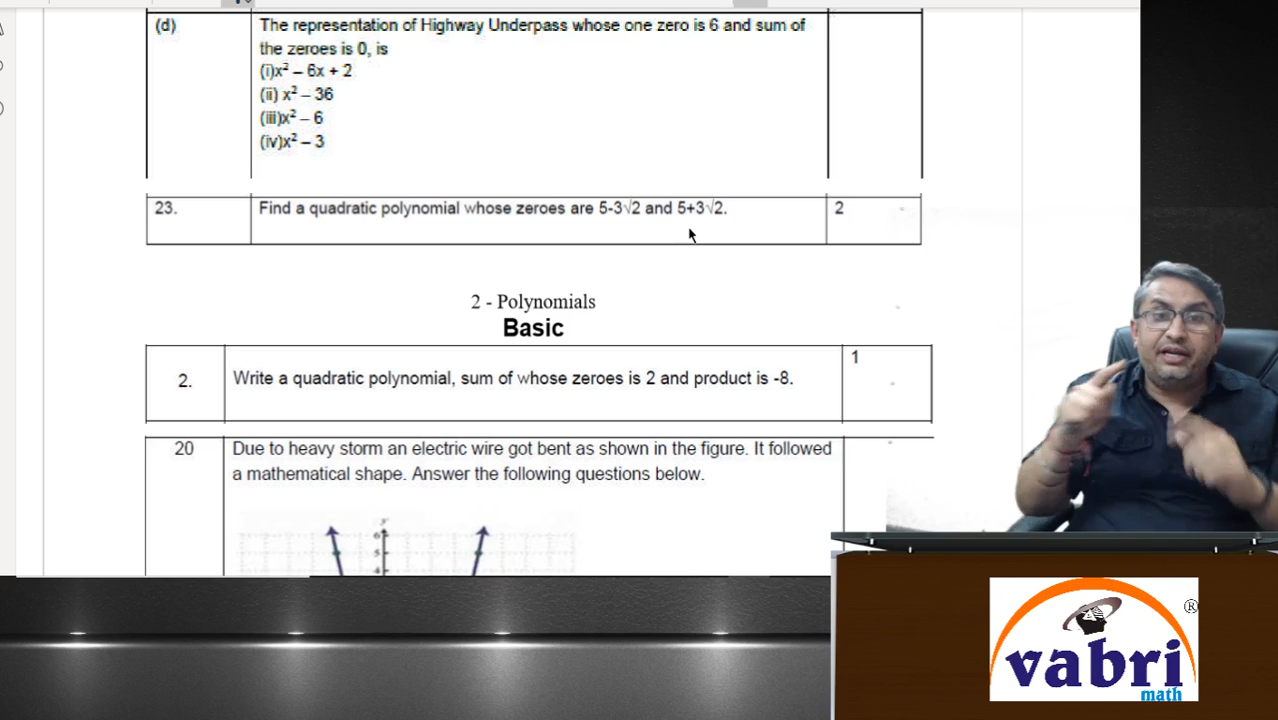 (d)
The representation of Highway Underpass whose one zero is 6 and sum of
the zeroes is 0, is
(i)x² – 6x + 2
(ii) x² – 36
(iii)x² – 6
(iv)x² – 3
23.
Find a quadratic polynomial whose zeroes are 5-3√2 and 5+3√2.
2
2 - Polynomials
Basic
2.
Write a quadratic polynomial, sum of whose zeroes is 2 and product is -8.
1
20
Due to heavy storm an electric wire got bent as shown in the figure. It followed
a mathematical shape. Answer the following questions below.
y
6
5
4
®
vabri
math